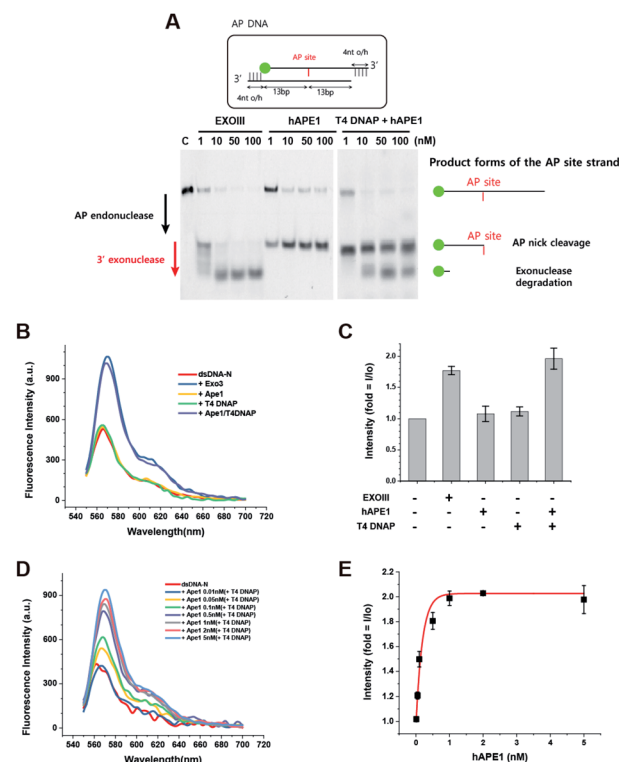 A
AP DNA
4nt o/h
AP site
3'
3'
13bp
13bp
4nt o/h
EXOIII hAPE1 T4 DNAP + hAPE1
C 1 10 50 100 1 10 50 100 1 10 50 100 (nM)
Product forms of the AP site strand
AP site
AP endonuclease
3' exonuclease
AP site
AP nick cleavage
Exonuclease
degradation
B
Fluorescence Intensity (a.u.)
900
600
300
0
dsDNA-N
+ Exo3
+ Ape1
+ T4 DNAP
+ Ape1/T4DNAP
540 560 580 600 620 640 660 680 700 720
Wavelength(nm)
C
Intensity (fold = I/Io)
2.0
1.5
1.0
0.5
0.0
EXOIII - + - - -
hAPE1 - - + - +
T4 DNAP - - - + +
D
Fluorescence Intensity (a.u.)
900
600
300
0
dsDNA-N
+ Ape1 0.01nM(+ T4 DNAP)
+ Ape1 0.05nM(+ T4 DNAP)
+ Ape1 0.1nM(+ T4 DNAP)
+ Ape1 0.5nM(+ T4 DNAP)
+ Ape1 1nM(+ T4 DNAP)
+ Ape1 2nM(+ T4 DNAP)
+ Ape1 5nM(+ T4 DNAP)
540 560 580 600 620 640 660 680 700 720
Wavelength(nm)
E
Intensity (fold = I/Io)
2.2
2.0
1.8
1.6
1.4
1.2
1.0
0 1 2 3 4 5
hAPE1 (nM)